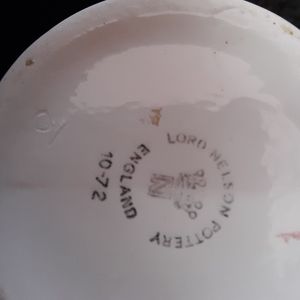 LORD NELSON POTTERY
ENGLAND
10-72
N